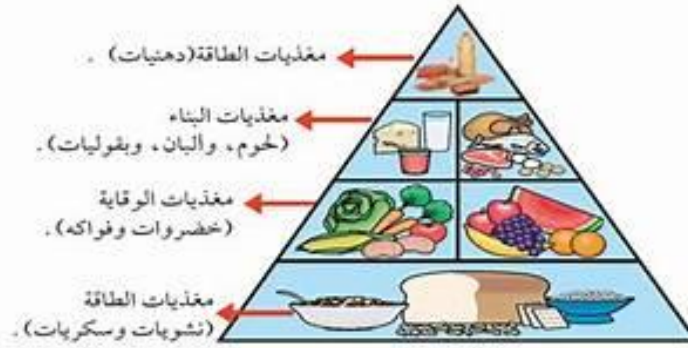 مغذيات الطاقة(دهنيات) .
مغذيات البناء
(لحوم، وألبان، وبقوليات).
مغذيات الوقاية
(خضروات وفواكه).
مغذيات الطاقة
(نشويات وسكريات).